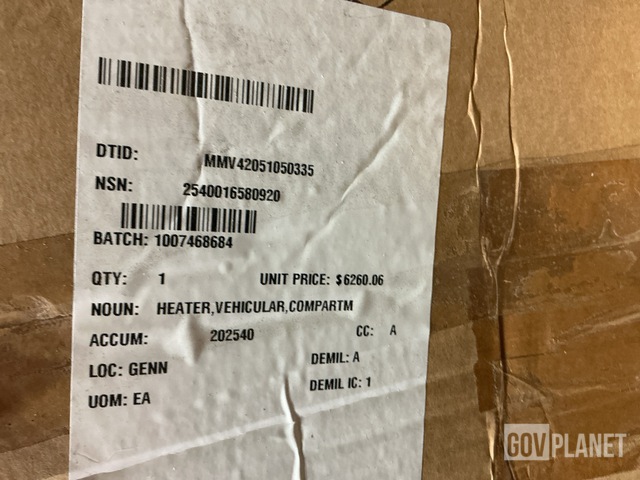 DTID: MMV42051050335
NSN: 2540016580920
BATCH: 1007468684
QTY: 1 UNIT PRICE: $6260.06
NOUN: HEATER,VEHICULAR,COMPARTM
ACCUM: 202540 CC: A
LOC: GENN DEMIL: A
UOM: EA DEMIL IC: 1
GOVPLANET